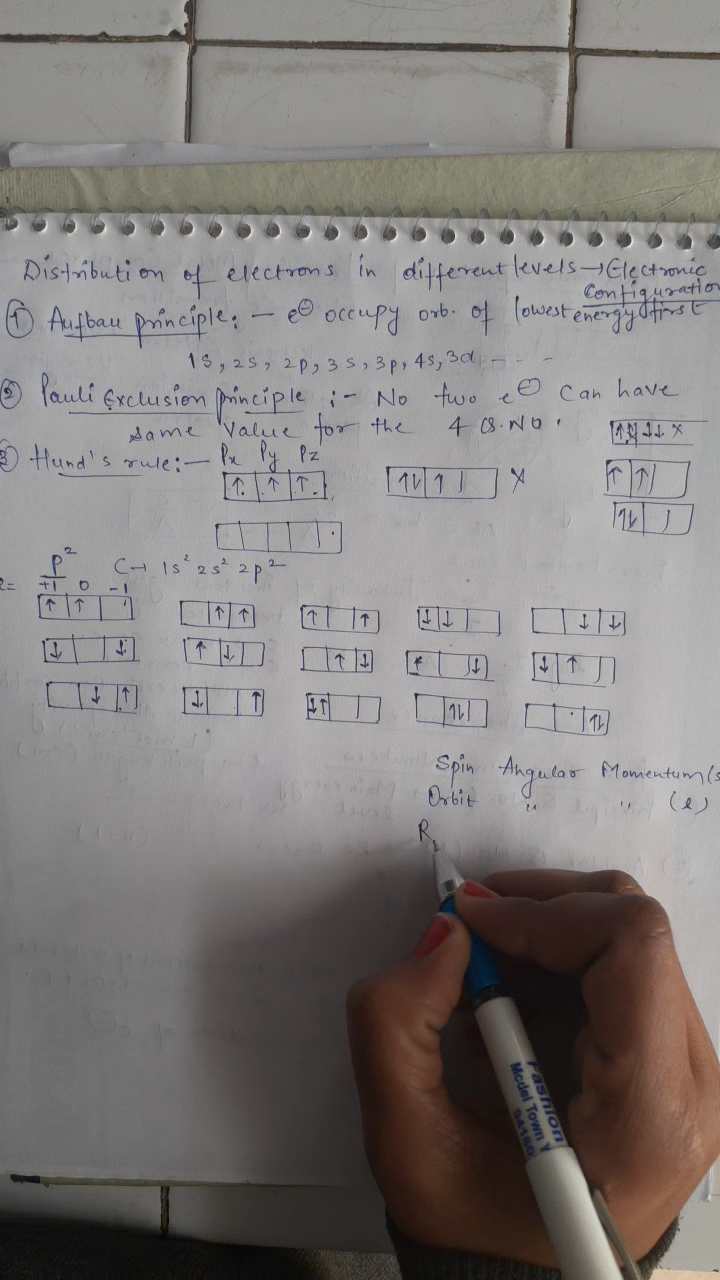 Distribution of electrons in different levels → Electronic
Configuration
① Aufbau principle :- e⊖ occupy orb. of lowest energy first
1s, 2s, 2p, 3s, 3p, 4s, 3d - - - -
② Pauli Exclusion principle :- No two e⊖ can have
same value for the 4 Q.NO.
↑↓ ↓ X
③ Hund's rule :- Px Py Pz
↑ ↑ ↑
↑↓ ↑ X
↑ ↑
↑↓
p² C → 1s² 2s² 2p²
l= +1 0 -1
↑ ↑
↑ ↑
↑ ↑
↓ ↓
↓ ↓
↓ ↓
↑ ↓
↑ ↓
↑ ↓
↓ ↑
↓ ↑
↓ ↑
↓↑
↑↓
↑↓
Spin Angular Momentum (s
Orbit " " (l)
R
Fashion
Model Town Y